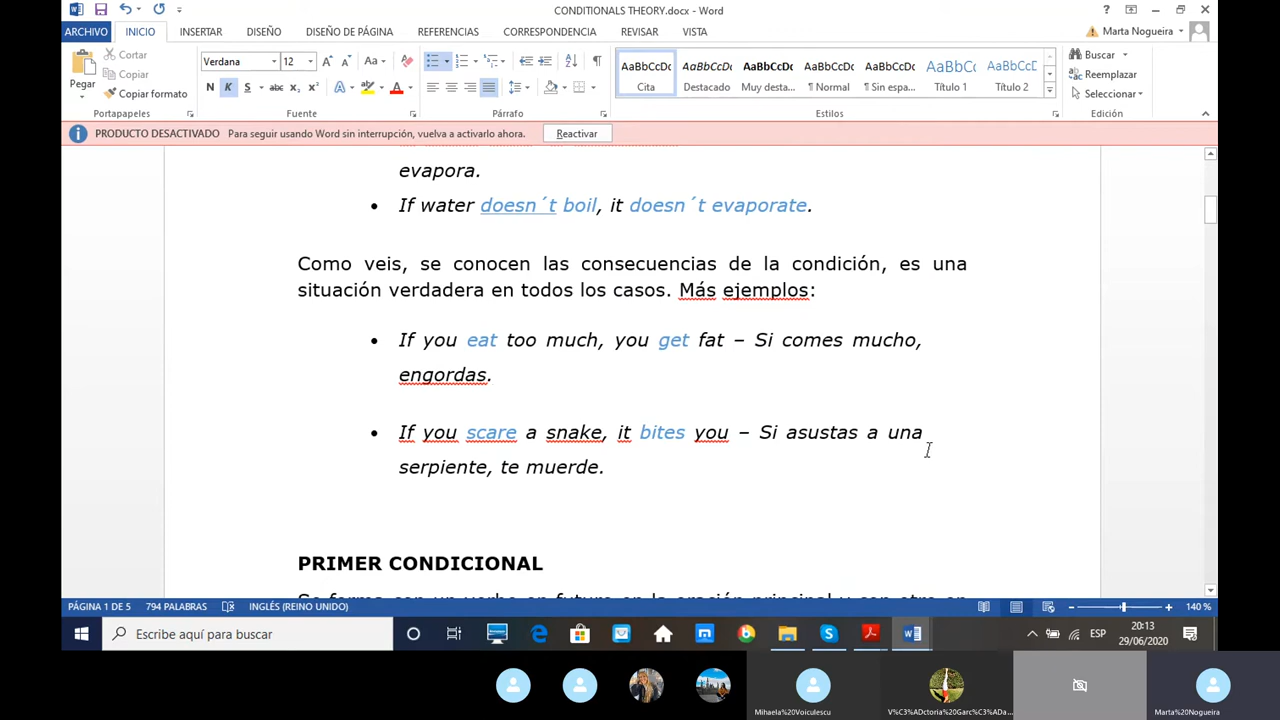 CONDITIONALS THEORY.docx - Word
ARCHIVO INICIO INSERTAR DISEÑO DISEÑO DE PÁGINA REFERENCIAS CORRESPONDENCIA REVISAR VISTA Marta Nogueira
Pegar
Cortar
Copiar
Copiar formato
Portapapeles
Verdana 12
N K S abc
Fuente
Párrafo
AaBbCcDc AaBbCcDc AaBbCcDc AaBbCcDc AaBbCcDc AaBbCc AaBbCcDc
Cita Destacado Muy desta... ¶ Normal ¶ Sin espa... Título 1 Título 2
Estilos
Buscar
Reemplazar
Seleccionar
Edición
PRODUCTO DESACTIVADO Para seguir usando Word sin interrupción, vuelva a activarlo ahora. Reactivar
evapora.
• If water doesn´t boil, it doesn´t evaporate.
Como veis, se conocen las consecuencias de la condición, es una
situación verdadera en todos los casos. Más ejemplos:
• If you eat too much, you get fat – Si comes mucho,
engordas.
• If you scare a snake, it bites you – Si asustas a una
serpiente, te muerde.
PRIMER CONDICIONAL
PÁGINA 1 DE 5 794 PALABRAS INGLÉS (REINO UNIDO) 140 %
Escribe aquí para buscar
ESP
20:13
29/06/2020
Mihaela%20Voiculescu V%C3%ADctoria%20Garc%C3%ADa... Marta%20Nogueira